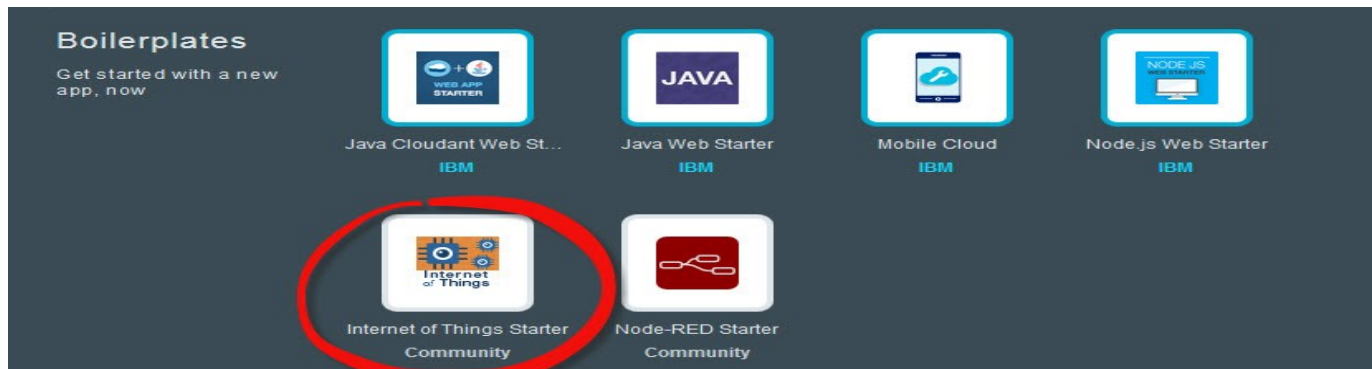 Boilerplates
Get started with a new
app, now
WEB APP
STARTER
JAVA
NODE JS
WEB STARTER
Java Cloudant Web St...
Java Web Starter
Mobile Cloud
Node.js Web Starter
IBM
IBM
IBM
IBM
Internet
of Things
Internet of Things Starter
Node-RED Starter
Community
Community